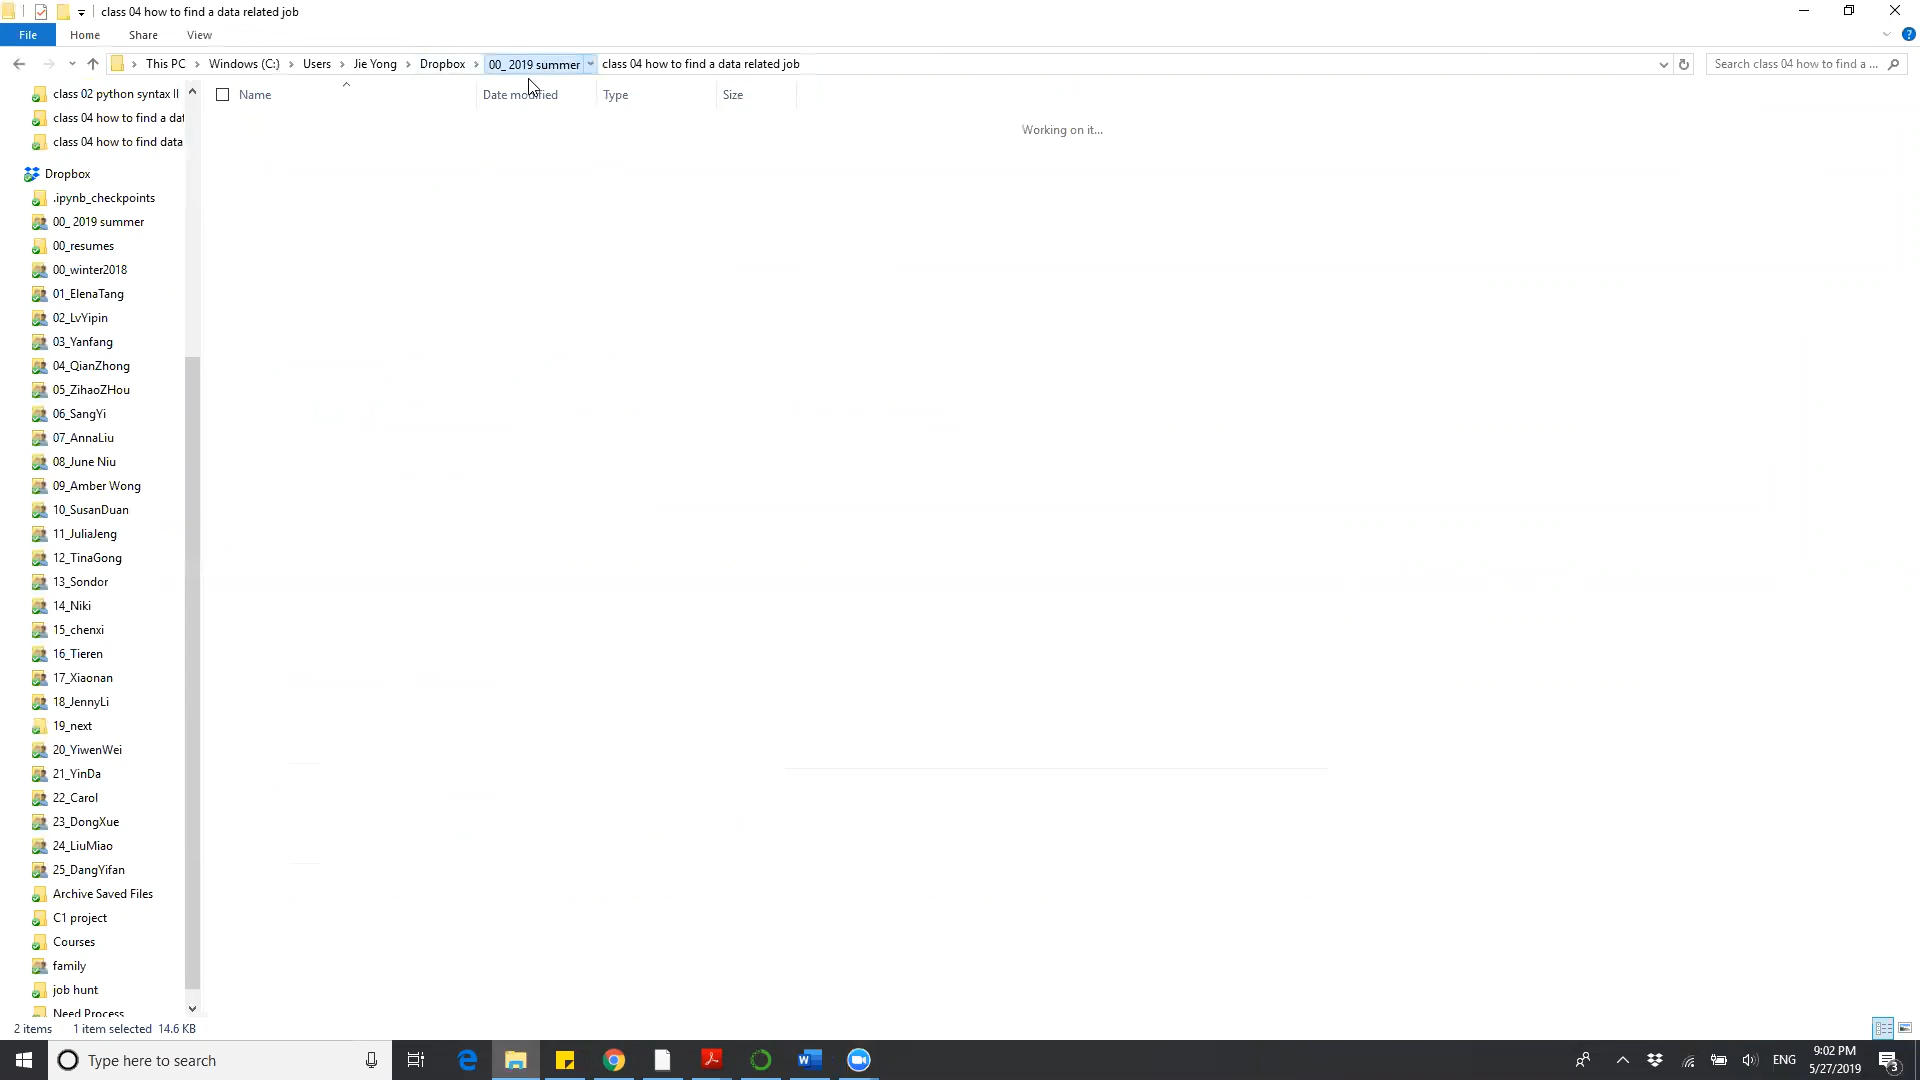 class 04 how to find a data related job
File Home Share View
This PC Windows (C:) Users Jie Yong Dropbox 00_ 2019 summer class 04 how to find a data related job
Search class 04 how to find a ...
class 02 python syntax II
Name Date modified Type Size
class 04 how to find a dat
Working on it...
class 04 how to find data
Dropbox
.ipynb_checkpoints
00_ 2019 summer
00_resumes
00_winter2018
01_ElenaTang
02_LvYipin
03_Yanfang
04_QianZhong
05_ZihaoZHou
06_SangYi
07_AnnaLiu
08_June Niu
09_Amber Wong
10_SusanDuan
11_JuliaJeng
12_TinaGong
13_Sondor
14_Niki
15_chenxi
16_Tieren
17_Xiaonan
18_JennyLi
19_next
20_YiwenWei
21_YinDa
22_Carol
23_DongXue
24_LiuMiao
25_DangYifan
Archive Saved Files
C1 project
Courses
family
job hunt
Need Process
2 items 1 item selected 14.6 KB
Type here to search
ENG
9:02 PM
5/27/2019
3